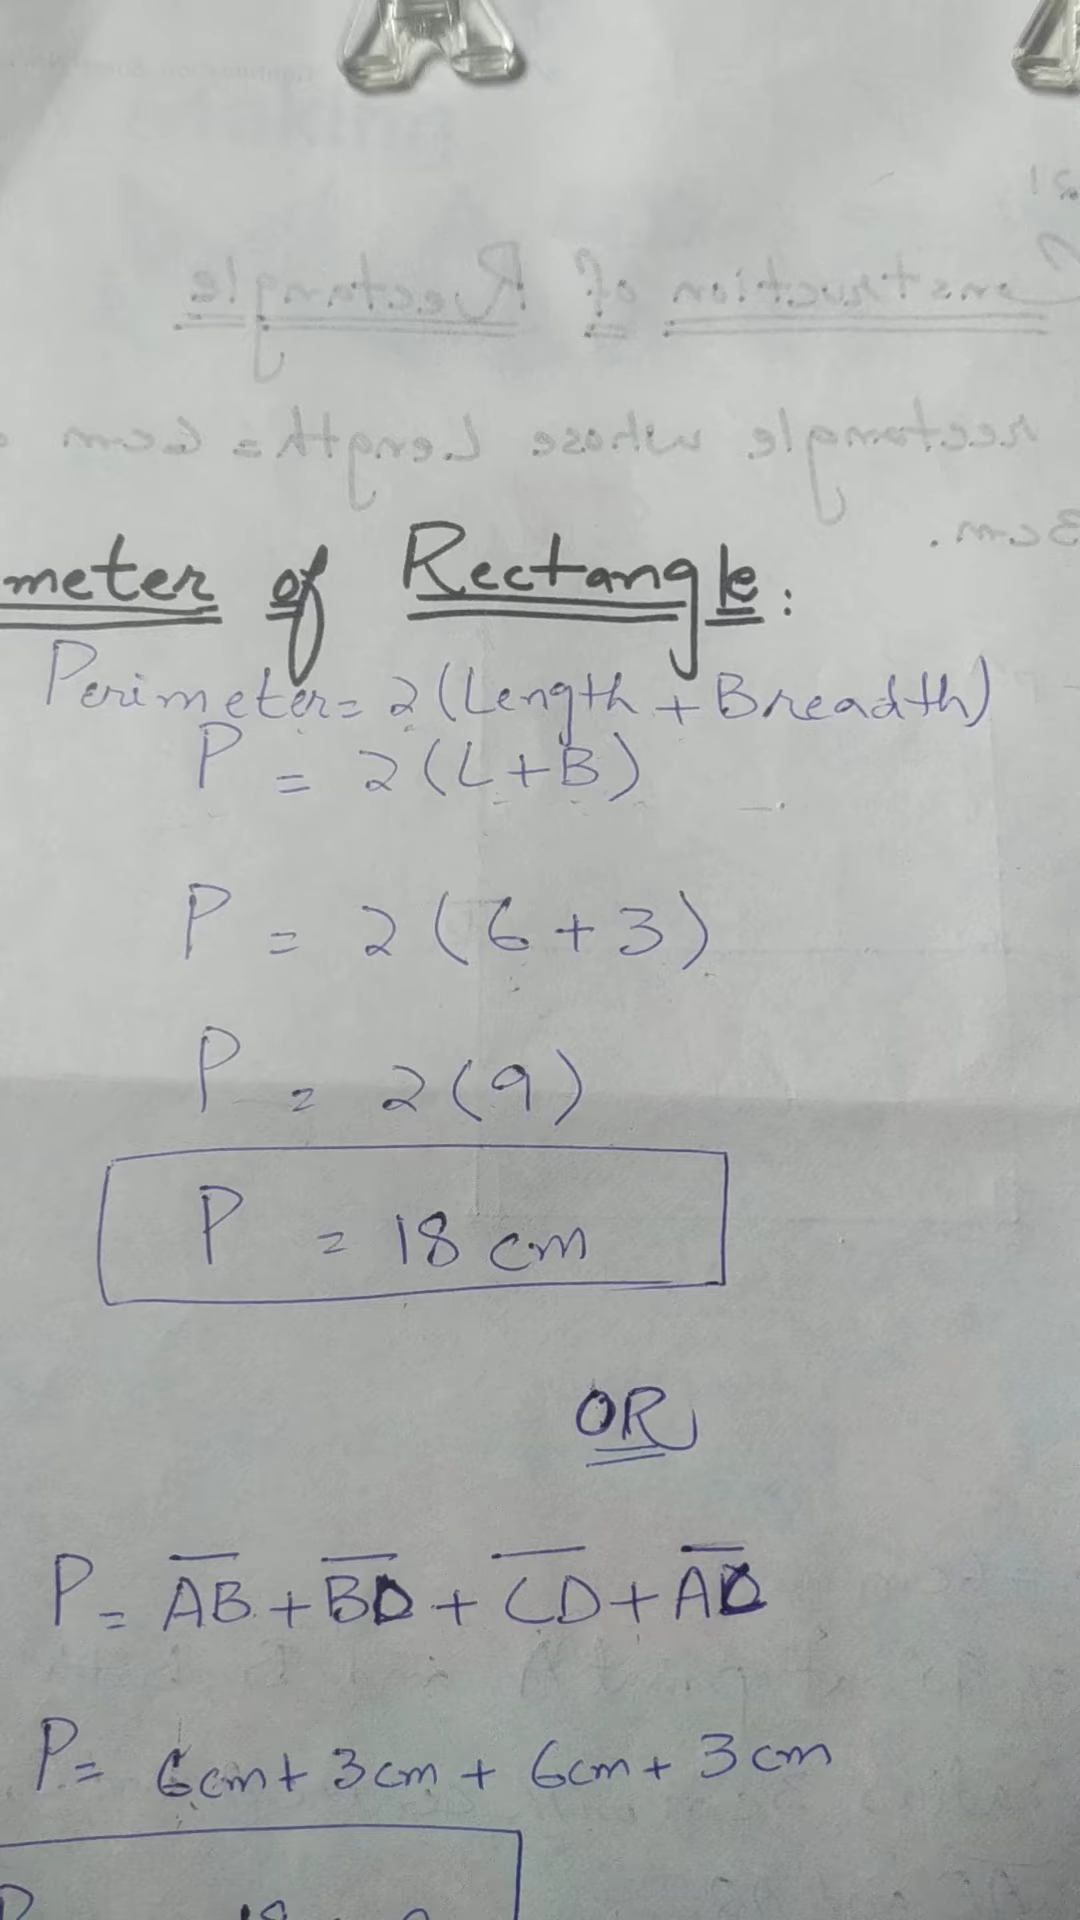 meter of Rectangle:
Perimeter= 2(Length + Breadth)
P = 2(L+B)
P = 2(6+3)
P = 2(9)
P = 18 cm
OR
P= AB + BD + CD + AC
P= 6cm+ 3cm + 6cm+ 3cm